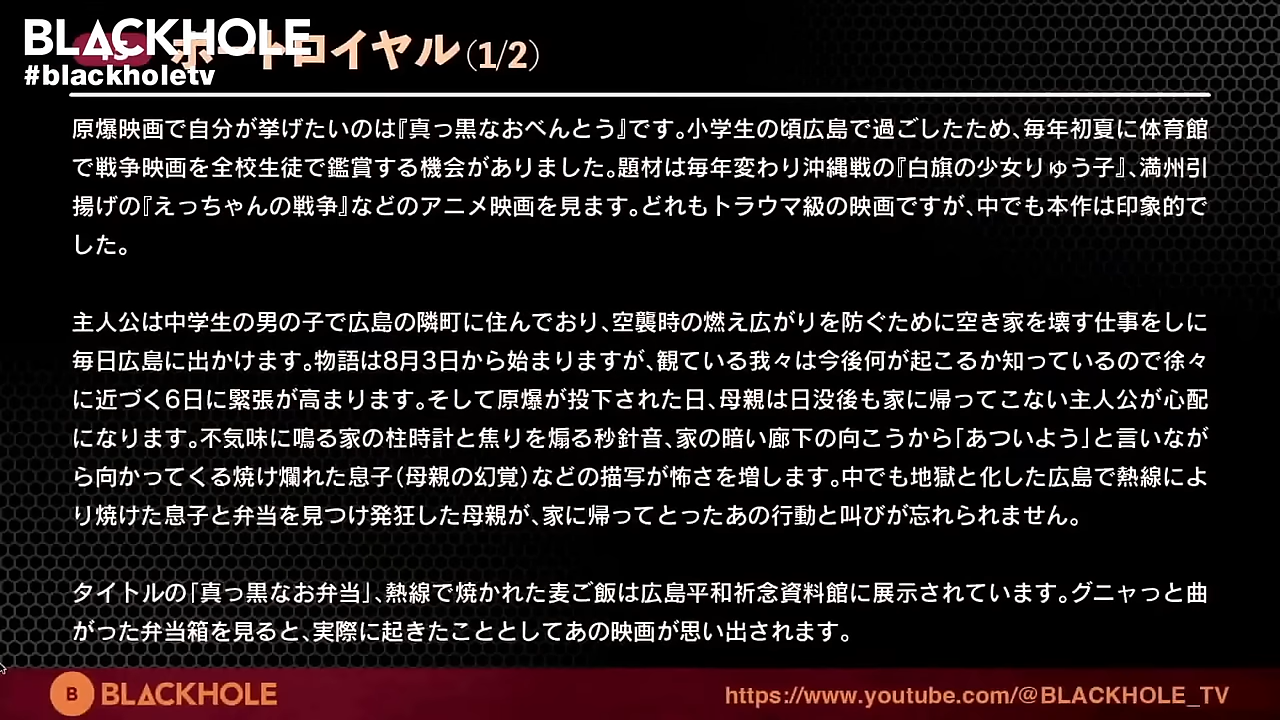 BLACKHOLE
#blackholetv
ポートロイヤル(1/2)
原爆映画で自分が挙げたいのは『真っ黒なおべんとう』です。小学生の頃広島で過ごしたため、毎年初夏に体育館
で戦争映画を全校生徒で鑑賞する機会がありました。題材は毎年変わり沖縄戦の『白旗の少女りゅう子』、満州引
揚げの『えっちゃんの戦争』などのアニメ映画を見ます。どれもトラウマ級の映画ですが、中でも本作は印象的で
した。
主人公は中学生の男の子で広島の隣町に住んでおり、空襲時の燃え広がりを防ぐために空き家を壊す仕事をしに
毎日広島に出かけます。物語は8月3日から始まりますが、観ている我々は今後何が起こるか知っているので徐々
に近づく6日に緊張が高まります。そして原爆が投下された日、母親は日没後も家に帰ってこない主人公が心配
になります。不気味に鳴る家の柱時計と焦りを煽る秒針音、家の暗い廊下の向こうから「あついよう」と言いなが
ら向かってくる焼け爛れた息子(母親の幻覚)などの描写が怖さを増します。中でも地獄と化した広島で熱線によ
り焼けた息子と弁当を見つけ発狂した母親が、家に帰ってとったあの行動と叫びが忘れられません。
タイトルの「真っ黒なお弁当」、熱線で焼かれた麦ご飯は広島平和祈念資料館に展示されています。グニャっと曲
がった弁当箱を見ると、実際に起きたこととしてあの映画が思い出されます。
B BLACKHOLE
https://www.youtube.com/@BLACKHOLE_TV